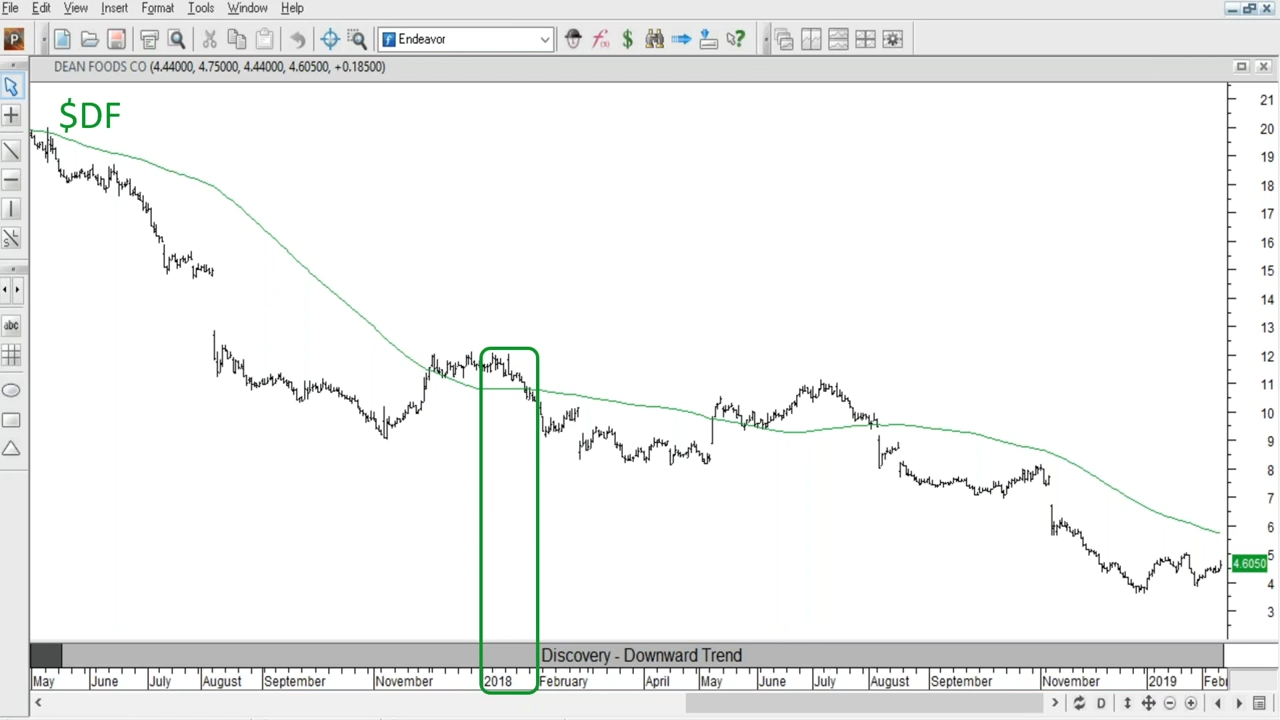 File Edit View Insert Format Tools Window Help
Endeavor
DEAN FOODS CO (4.44000, 4.75000, 4.44000, 4.60500, +0.18500)
$DF
21
20
19
18
17
16
15
14
13
12
11
10
9
8
7
6
5
4.6050
4
3
abc
Discovery - Downward Trend
May June July August September November 2018 February April May June July August September November 2019 Febr
D